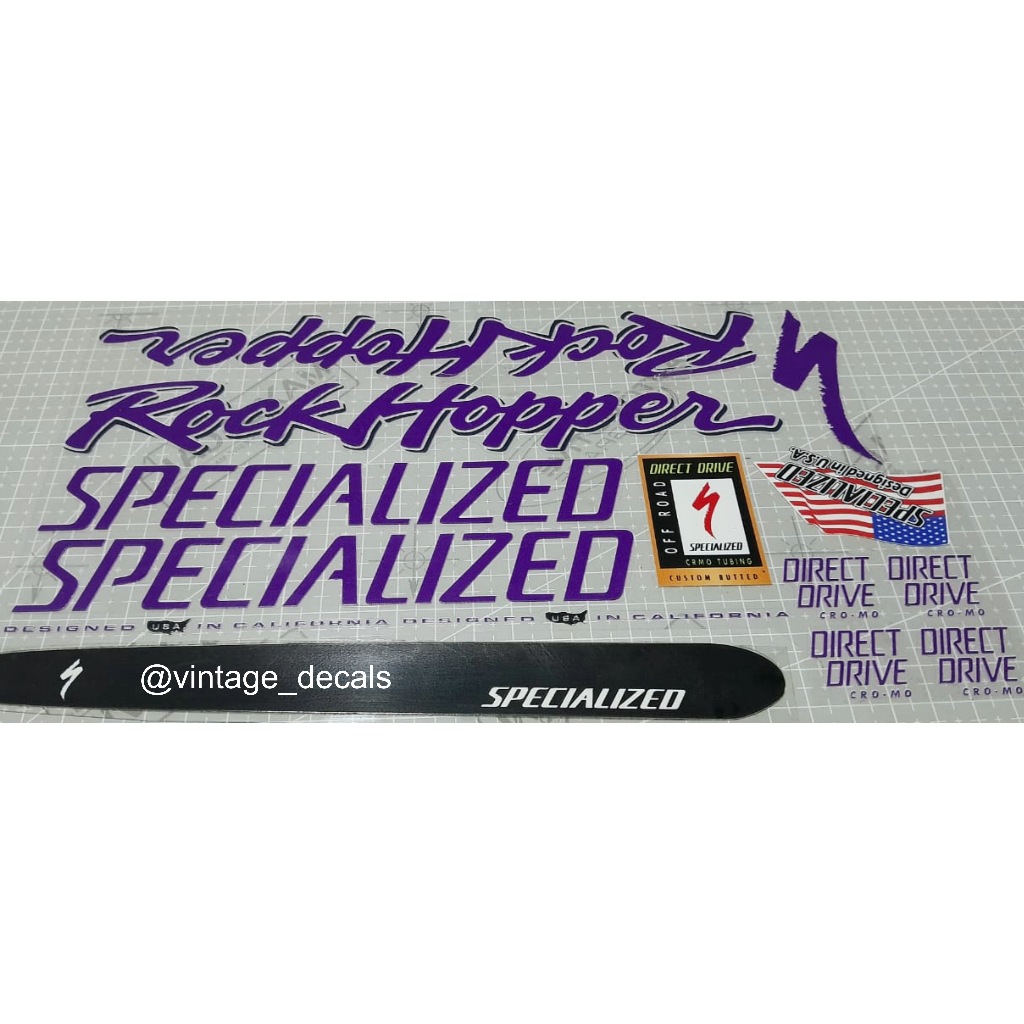 RockHopper
RockHopper
SPECIALIZED
SPECIALIZED
DIRECT DRIVE
OFF ROAD
SPECIALIZED
CRMO TUBING
CUSTOM BUTTED
SPECIALIZED
Designed in U.S.A.
DIRECT
DRIVE
CRO-MO
DIRECT
DRIVE
CRO-MO
DESIGNED USA IN CALIFORNIA DESIGNED USA IN CALIFORNIA
DIRECT
DRIVE
CRO-MO
DIRECT
DRIVE
CRO-MO
@vintage_decals
SPECIALIZED